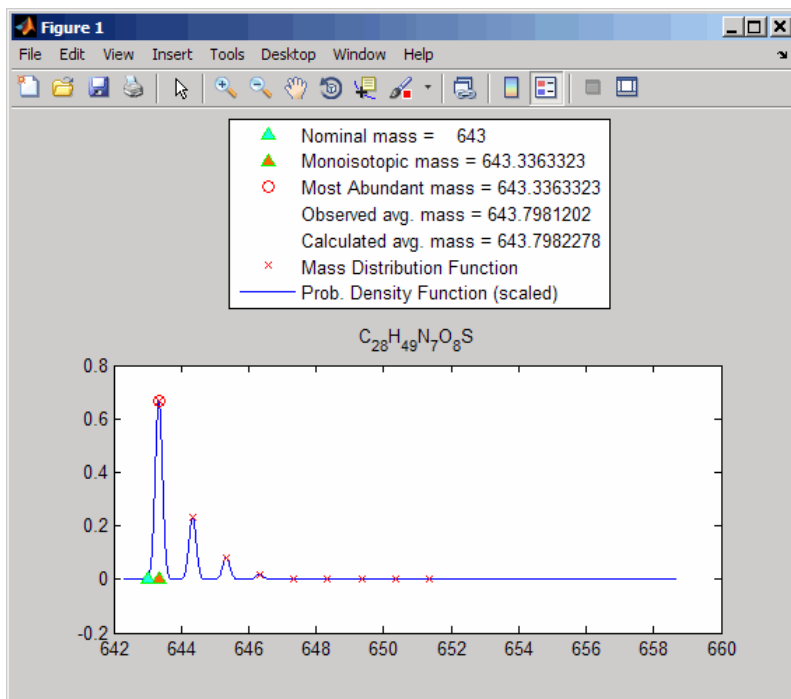 Figure 1
File Edit View Insert Tools Desktop Window Help
Nominal mass = 643
Monoisotopic mass = 643.3363323
Most Abundant mass = 643.3363323
Observed avg. mass = 643.7981202
Calculated avg. mass = 643.7982278
Mass Distribution Function
Prob. Density Function (scaled)
C₂₈H₄₉N₇O₈S
0.8
0.6
0.4
0.2
0
-0.2
642 644 646 648 650 652 654 656 658 660